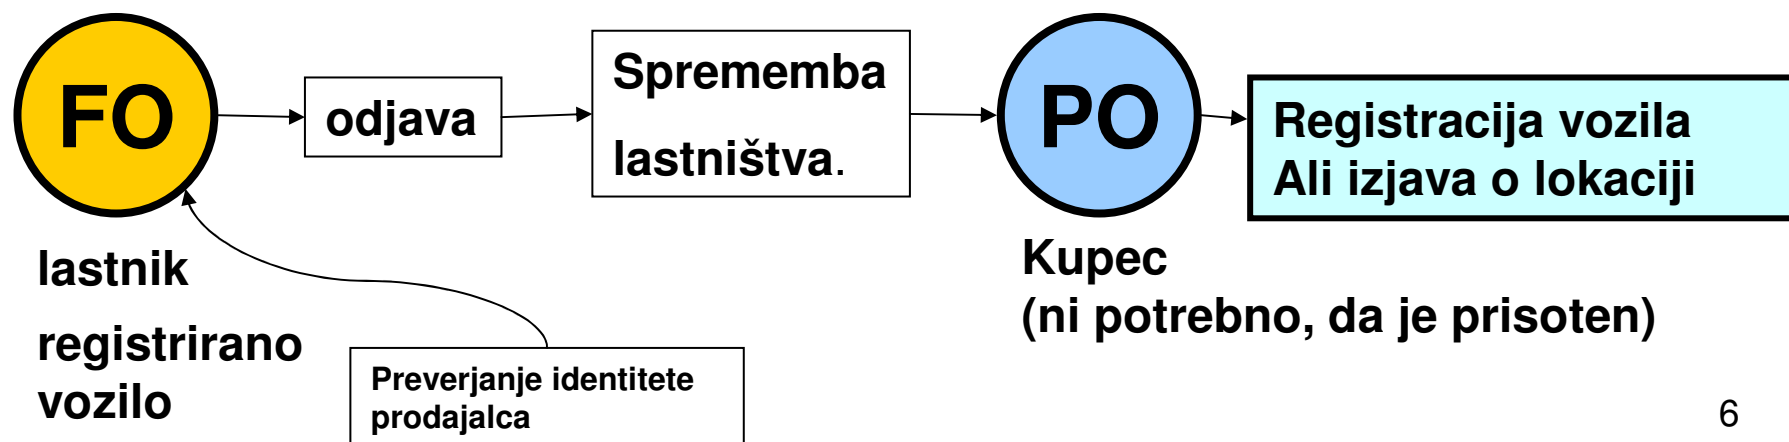 FO
odjava
Sprememba
lastništva.
PO
Registracija vozila
Ali izjava o lokaciji
lastnik
registrirano
vozilo
Kupec
(ni potrebno, da je prisoten)
Preverjanje identitete
prodajalca
6